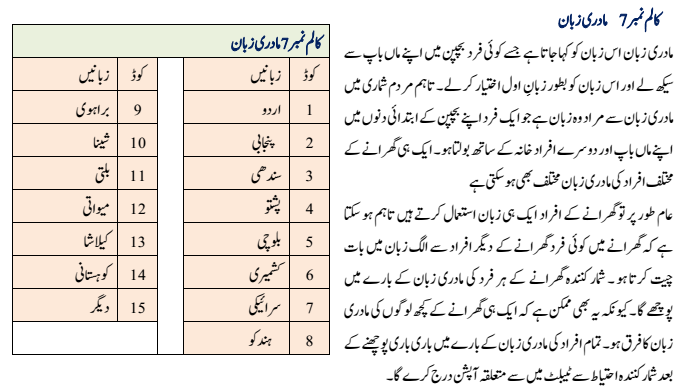 کالم نمبر 7 مادری زبان
مادری زبان اس زبان کو کہا جاتا ہے جسے کوئی فرد بچپن میں اپنے ماں باپ سے
سیکھ لے اور اس زبان کو بطور زبانِ اول اختیار کر لے۔ تاہم مردم شماری میں
مادری زبان سے مراد وہ زبان ہے جو ایک فرد اپنے بچپن کے ابتدائی دنوں میں
اپنے ماں باپ اور دوسرے افراد خانہ کے ساتھ بولتا ہو۔ ایک ہی گھرانے کے
مختلف افراد کی مادری زبان مختلف بھی ہو سکتی ہے
عام طور پر تو گھرانے کے افراد ایک ہی زبان استعمال کرتے ہیں تاہم ہو سکتا
ہے کہ گھرانے میں کوئی فرد گھرانے کے دیگر افراد سے الگ زبان میں بات
چیت کرتا ہو۔ شمار کنندہ گھرانے کے ہر فرد کی مادری زبان کے بارے میں
پوچھے گا۔ کیونکہ یہ بھی ممکن ہے کہ ایک ہی گھرانے کے کچھ لوگوں کی مادری
زبان کا فرق ہو۔ تمام افراد کی مادری زبان کے بارے میں باری باری پوچھنے کے
بعد شمار کنندہ احتیاط سے ٹیبلٹ میں سے متعلقہ آپشن درج کرے گا۔
کالم نمبر 7 مادری زبان
کوڈ زبانیں کوڈ زبانیں
1 اردو 9 براہوی
2 پنجابی 10 شینا
3 سندھی 11 بلتی
4 پشتو 12 میواتی
5 بلوچی 13 کیلاشا
6 کشمیری 14 کوہستانی
7 سرائیکی 15 دیگر
8 ہندکو